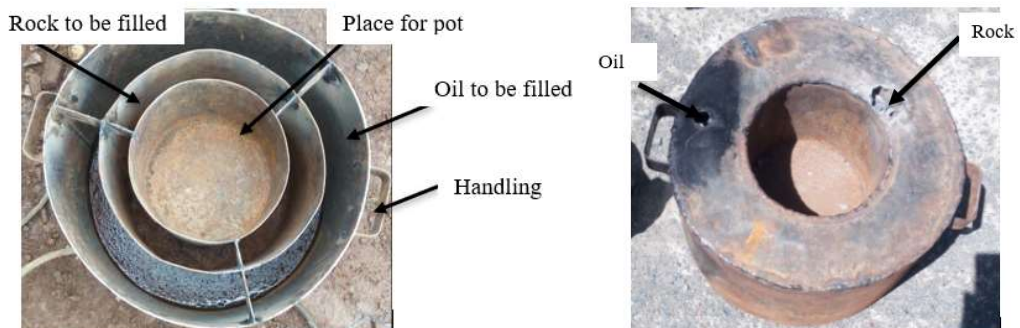 Rock to be filled
Place for pot
Oil to be filled
Handling
Oil
Rock